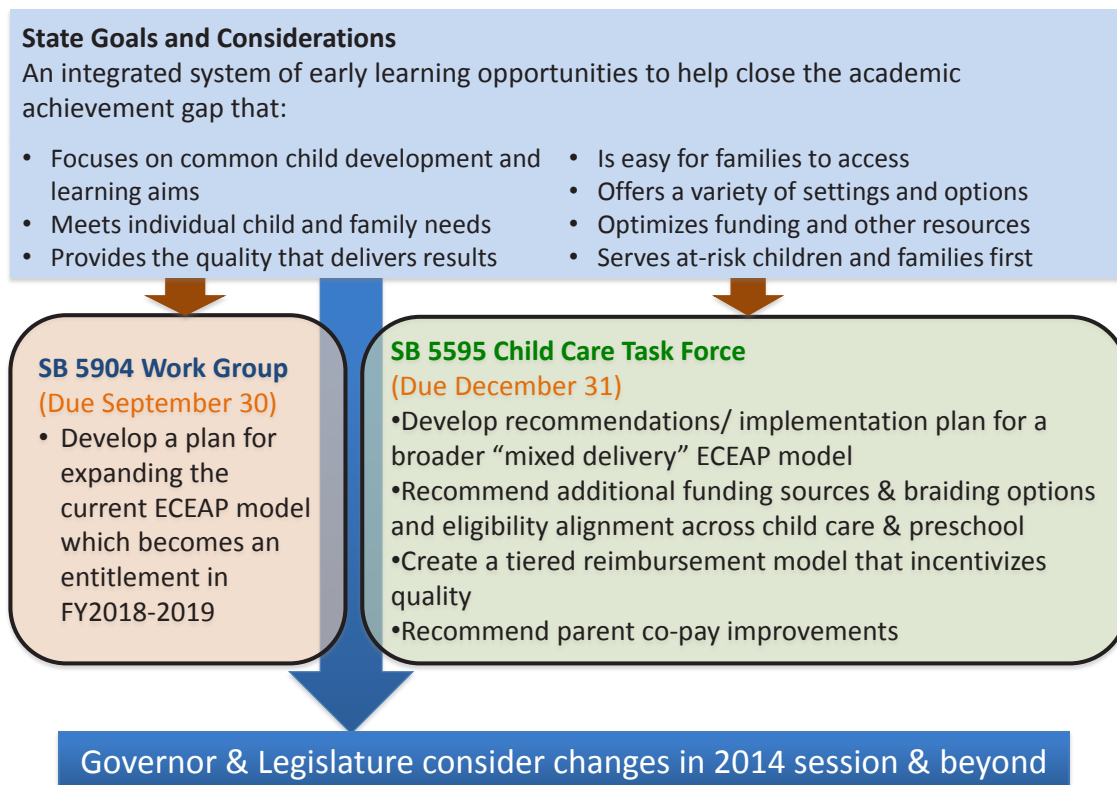 State Goals and Considerations
An integrated system of early learning opportunities to help close the academic
achievement gap that:
• Focuses on common child development and
learning aims
• Meets individual child and family needs
• Provides the quality that delivers results
• Is easy for families to access
• Offers a variety of settings and options
• Optimizes funding and other resources
• Serves at-risk children and families first
SB 5904 Work Group
(Due September 30)
• Develop a plan for
expanding the
current ECEAP model
which becomes an
entitlement in
FY2018-2019
SB 5595 Child Care Task Force
(Due December 31)
•Develop recommendations/ implementation plan for a
broader “mixed delivery” ECEAP model
•Recommend additional funding sources & braiding options
and eligibility alignment across child care & preschool
•Create a tiered reimbursement model that incentivizes
quality
•Recommend parent co-pay improvements
Governor & Legislature consider changes in 2014 session & beyond